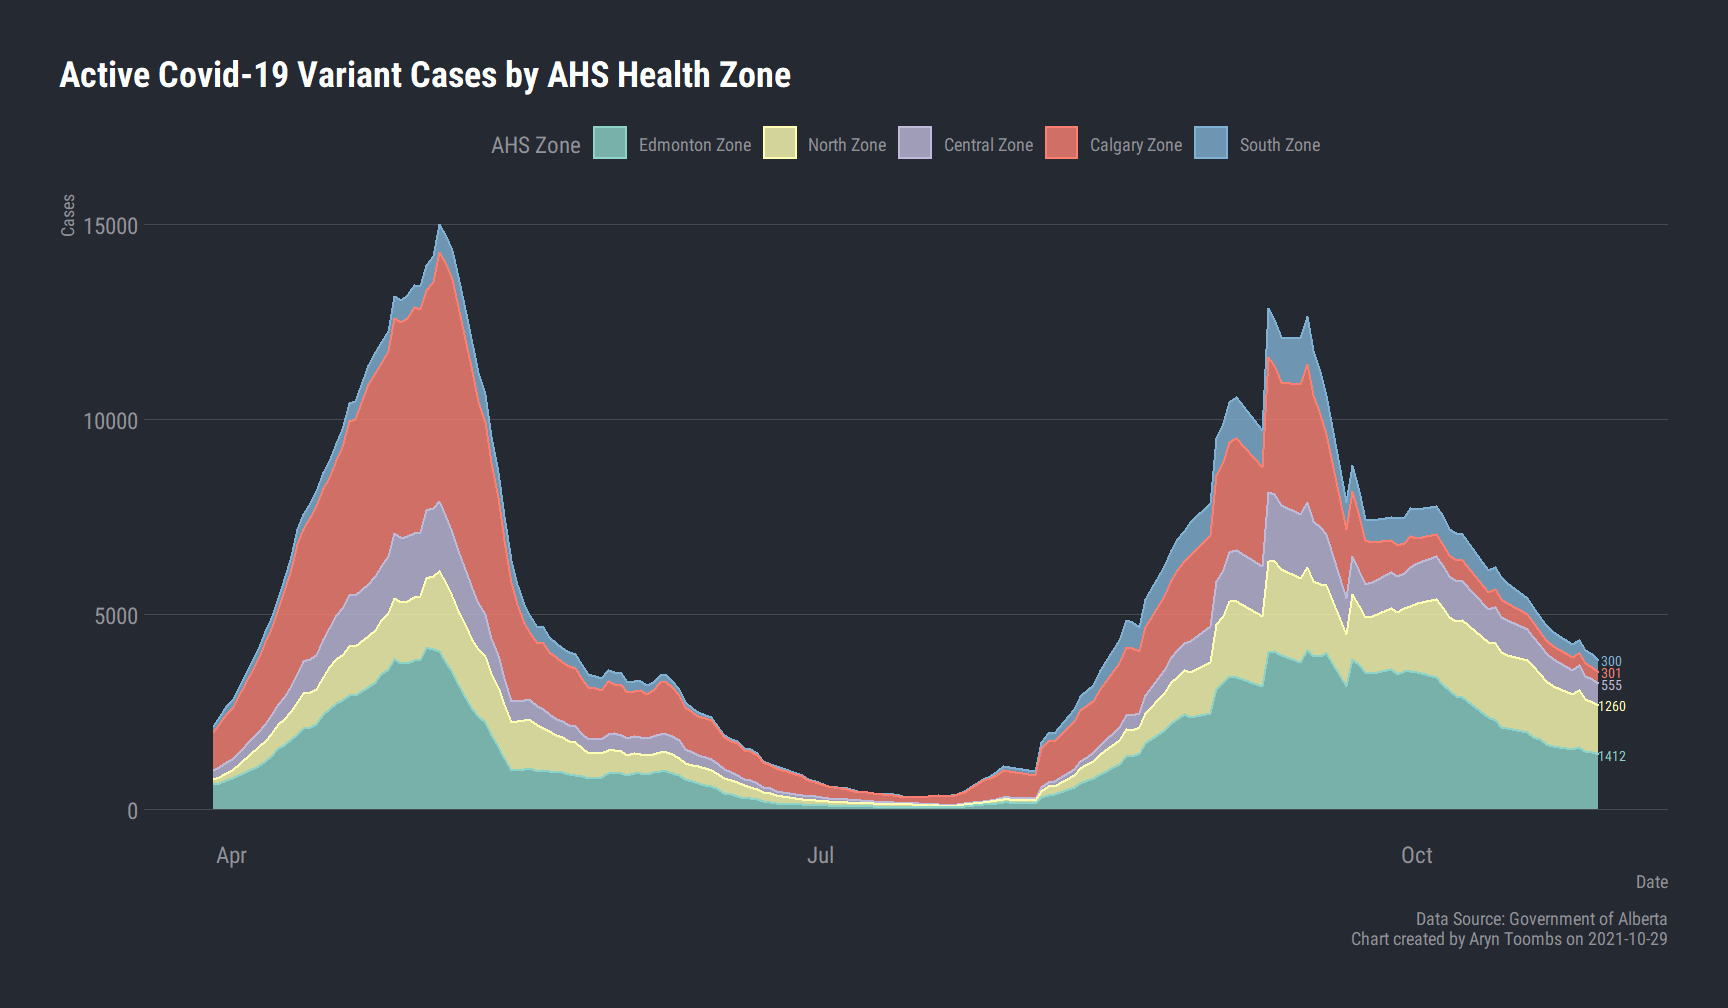 Active Covid-19 Variant Cases by AHS Health Zone
AHS Zone Edmonton Zone North Zone Central Zone Calgary Zone South Zone
Cases
15000
10000
5000
0
300
301
555
1260
1412
Apr Jul Oct
Date
Data Source: Government of Alberta
Chart created by Aryn Toombs on 2021-10-29